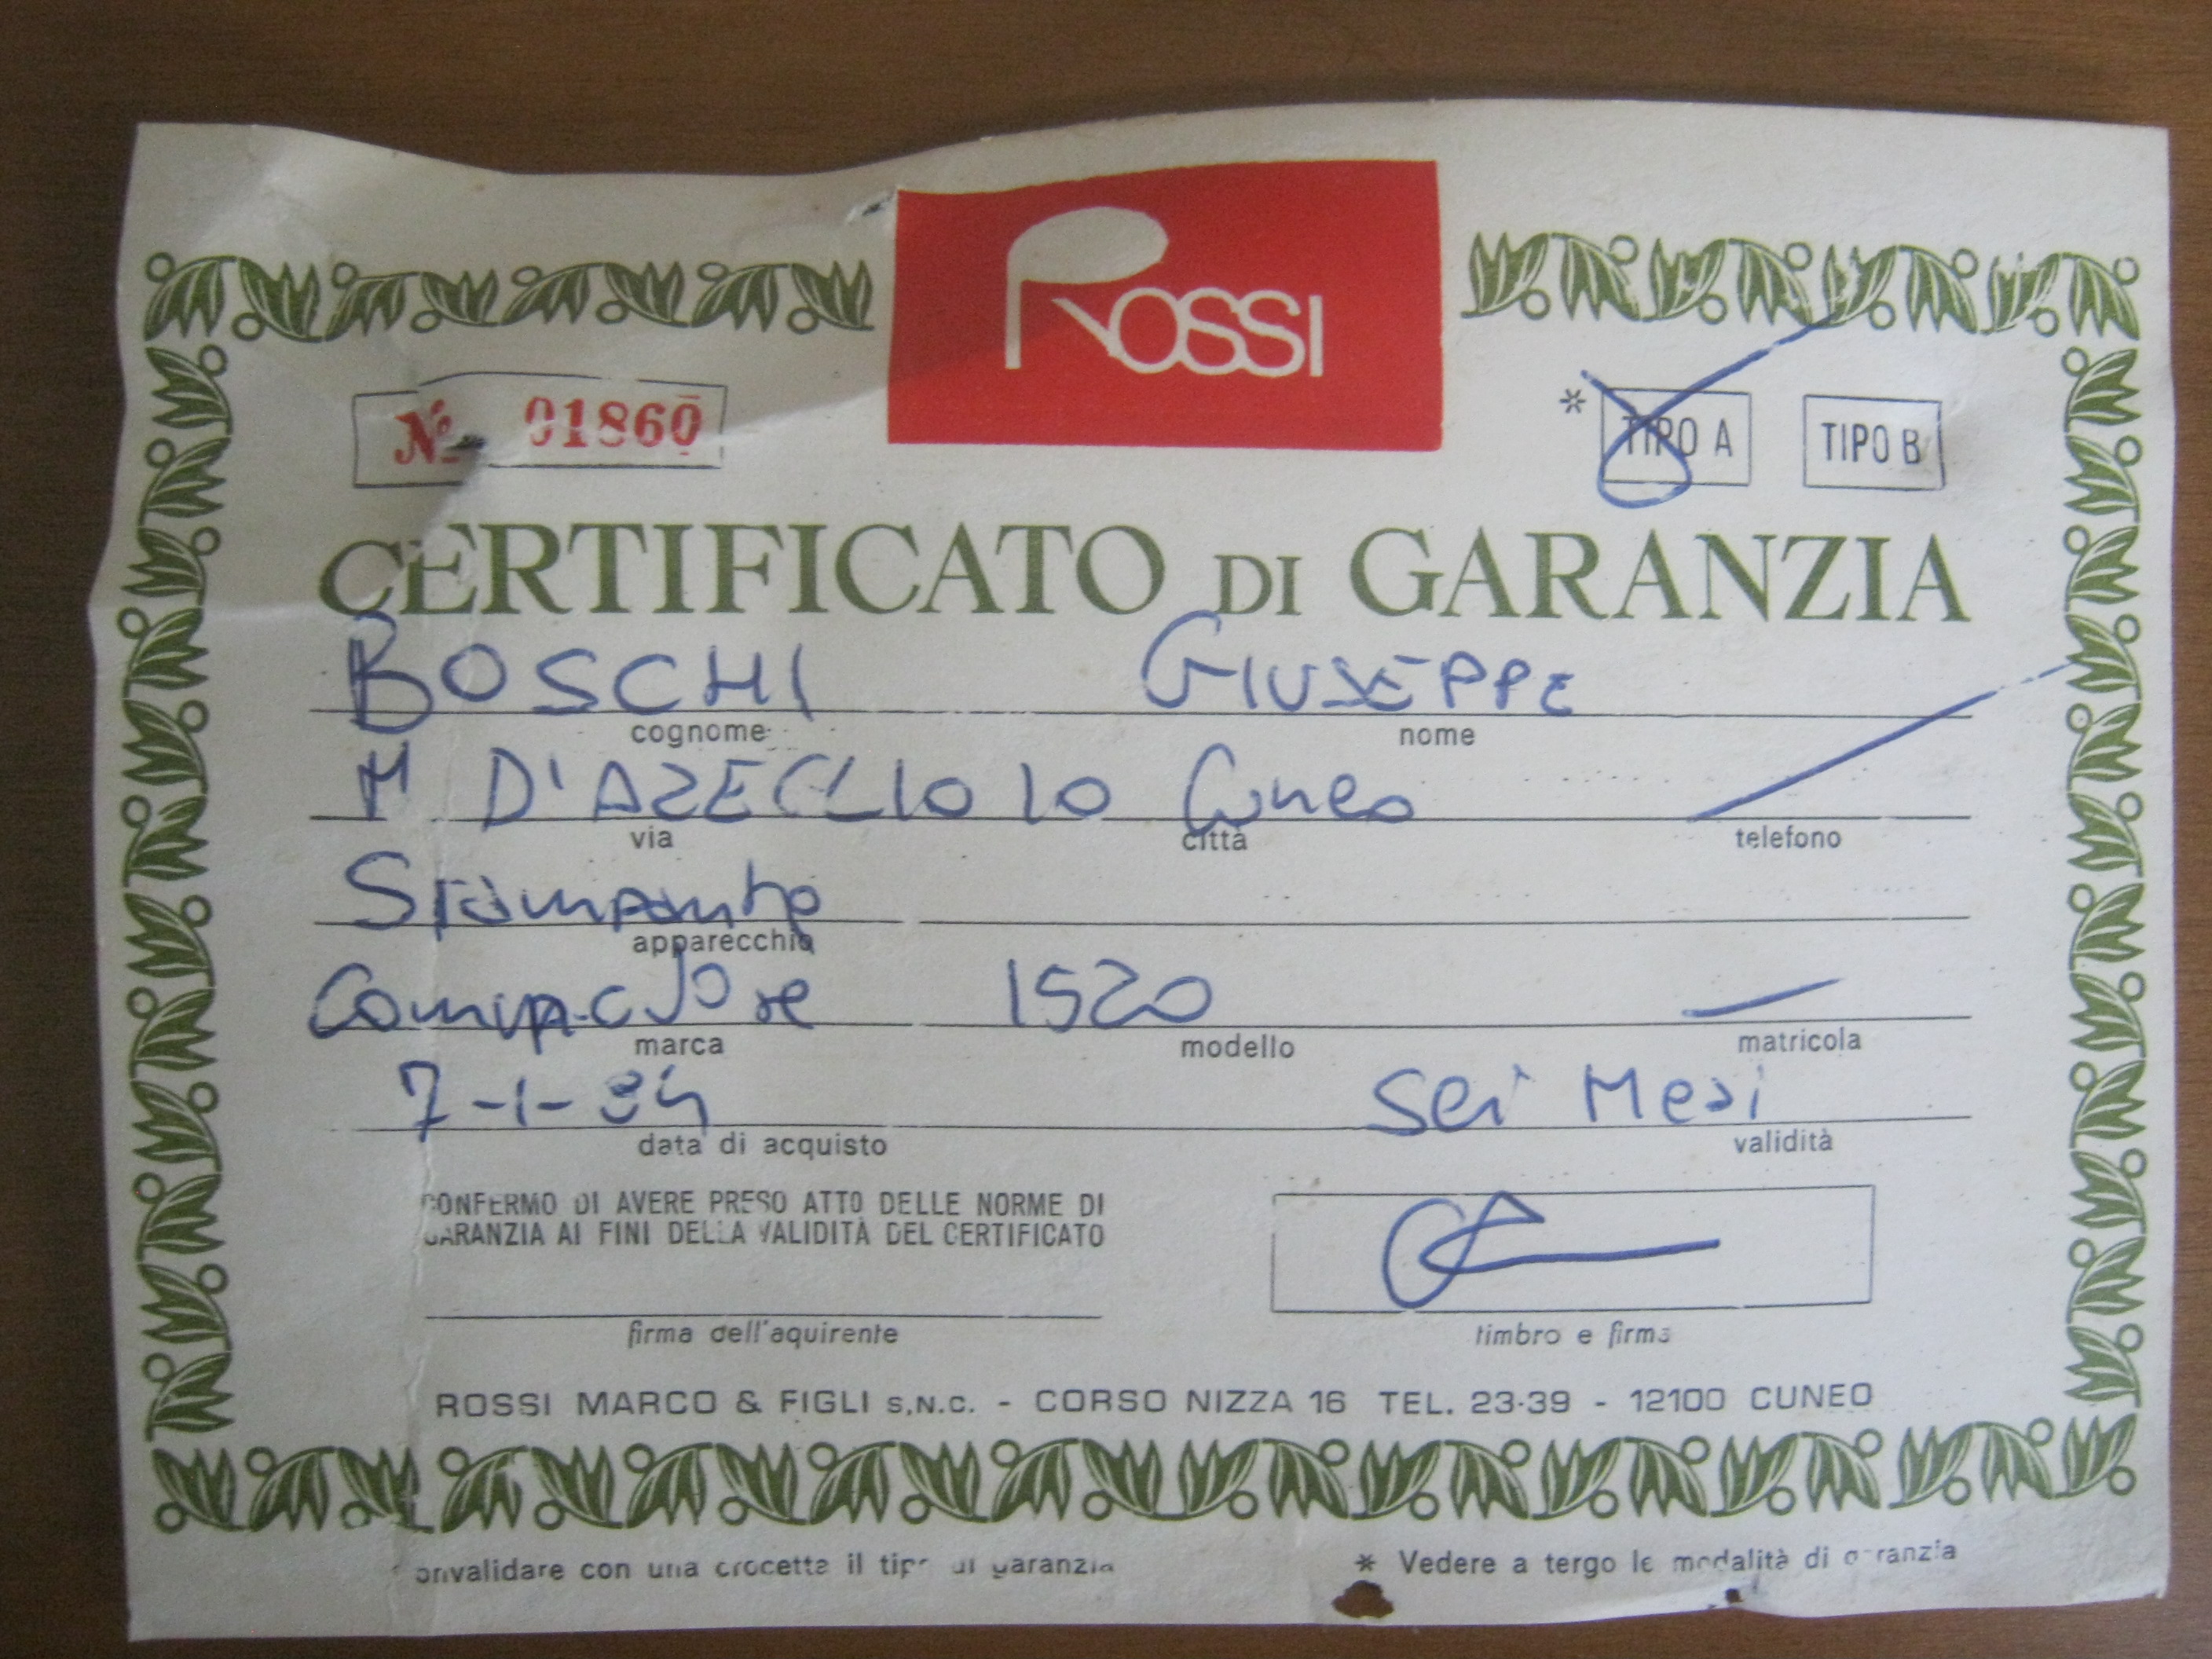 ROSSI
Nº 01860
* TIPO A TIPO B
CERTIFICATO DI GARANZIA
BOSCHI GIUSEPPE
cognome nome
M D'AZEGLIO 10 Cuneo
via città telefono
Stampante
apparecchio
1520
marca modello matricola
7-1-84 Sei Mesi
data di acquisto validità
CONFERMO DI AVERE PRESO ATTO DELLE NORME DI
GARANZIA AI FINI DELLA VALIDITÀ DEL CERTIFICATO
firma dell'aquirente timbro e firma
ROSSI MARCO & FIGLI S.N.C. - CORSO NIZZA 16 TEL. 23·39 - 12100 CUNEO
onvalidare con una crocetta il tipo di garanzia * Vedere a tergo le modalità di garanzia